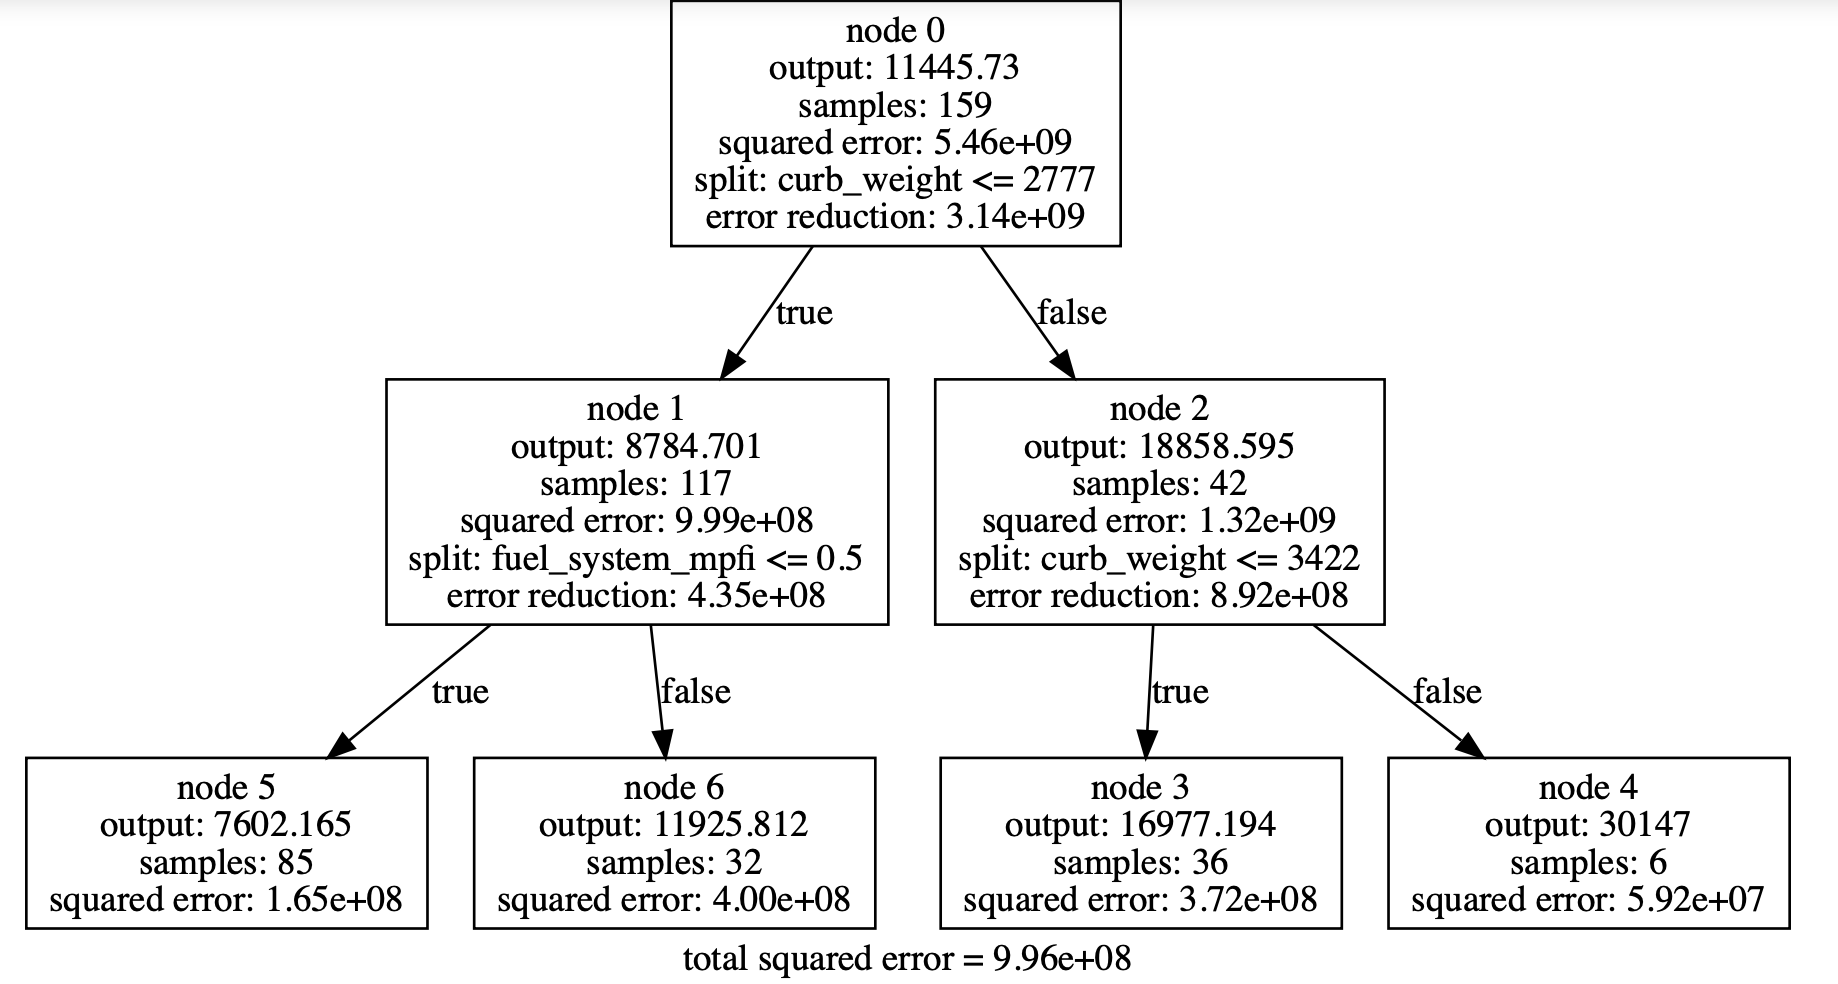 node 0
output: 11445.73
samples: 159
squared error: 5.46e+09
split: curb_weight <= 2777
error reduction: 3.14e+09
true
false
node 1
output: 8784.701
samples: 117
squared error: 9.99e+08
split: fuel_system_mpfi <= 0.5
error reduction: 4.35e+08
node 2
output: 18858.595
samples: 42
squared error: 1.32e+09
split: curb_weight <= 3422
error reduction: 8.92e+08
true
false
true
false
node 5
output: 7602.165
samples: 85
squared error: 1.65e+08
node 6
output: 11925.812
samples: 32
squared error: 4.00e+08
node 3
output: 16977.194
samples: 36
squared error: 3.72e+08
node 4
output: 30147
samples: 6
squared error: 5.92e+07
total squared error = 9.96e+08